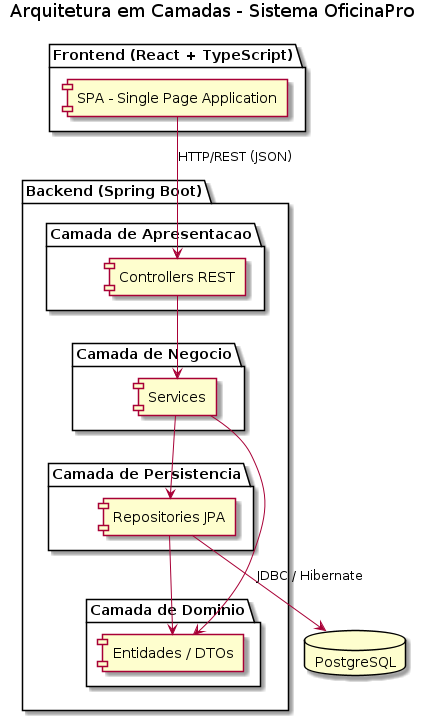 Arquitetura em Camadas - Sistema OficinaPro
Frontend (React + TypeScript)
SPA - Single Page Application
HTTP/REST (JSON)
Backend (Spring Boot)
Camada de Apresentacao
Controllers REST
Camada de Negocio
Services
Camada de Persistencia
Repositories JPA
JDBC / Hibernate
Camada de Dominio
Entidades / DTOs
PostgreSQL